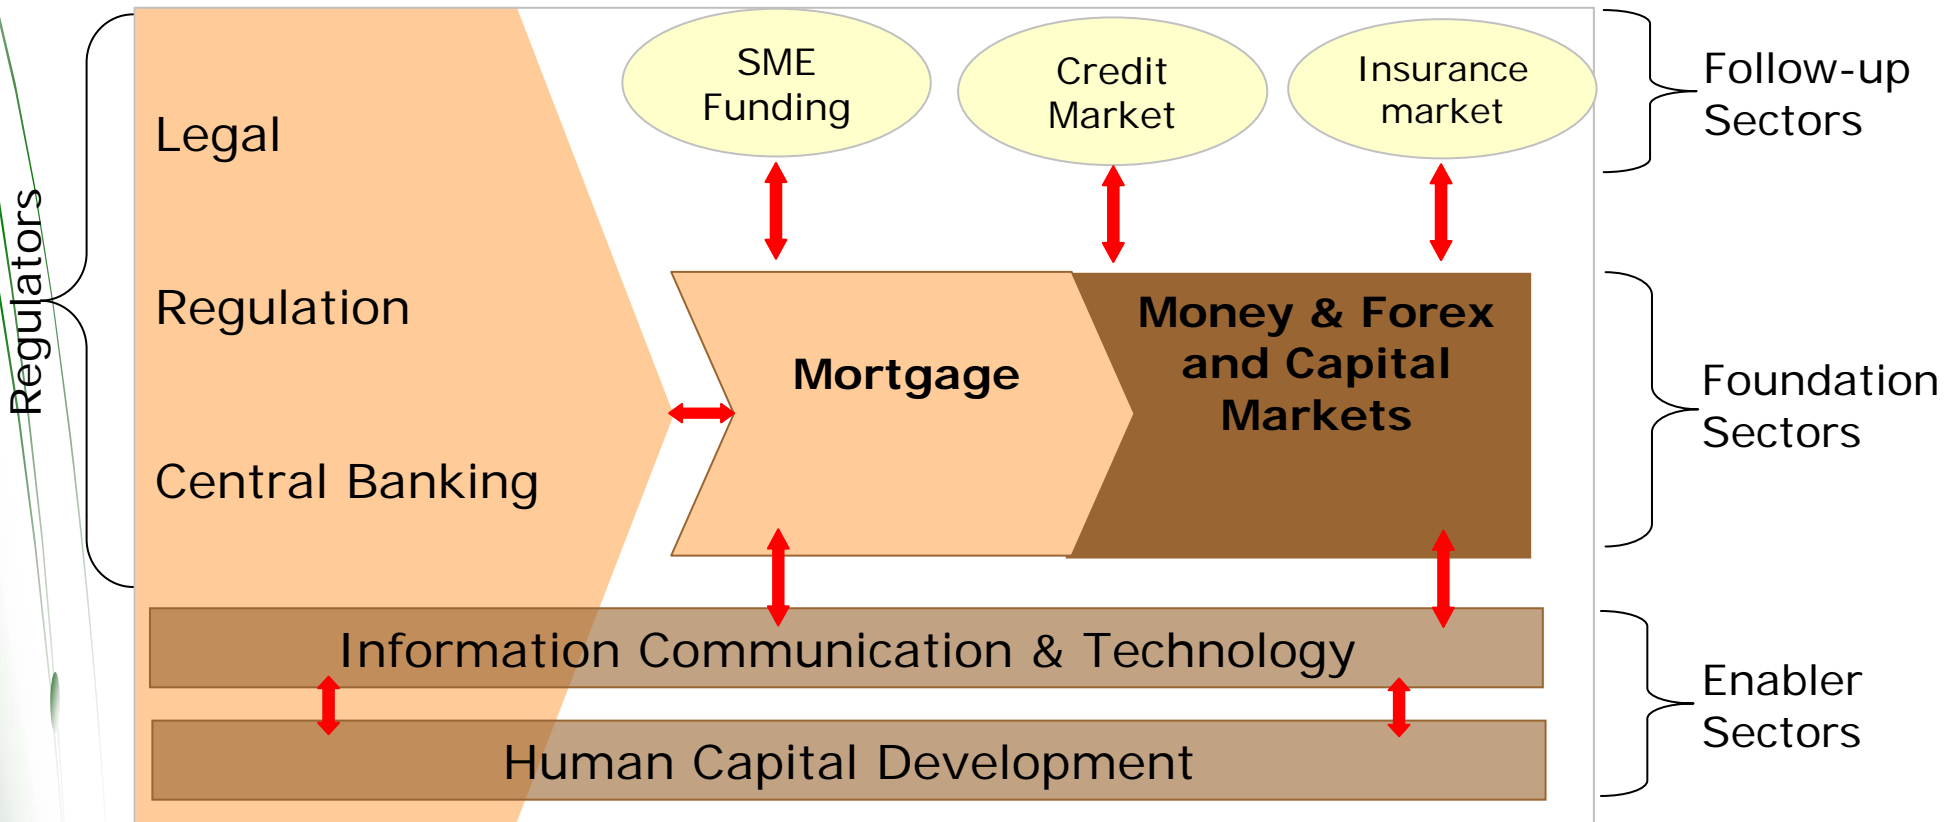 Regulators
Legal
Regulation
Central Banking
SME
Funding
Credit
Market
Insurance
market
Follow-up
Sectors
Mortgage
Money & Forex
and Capital
Markets
Foundation
Sectors
Information Communication & Technology
Human Capital Development
Enabler
Sectors